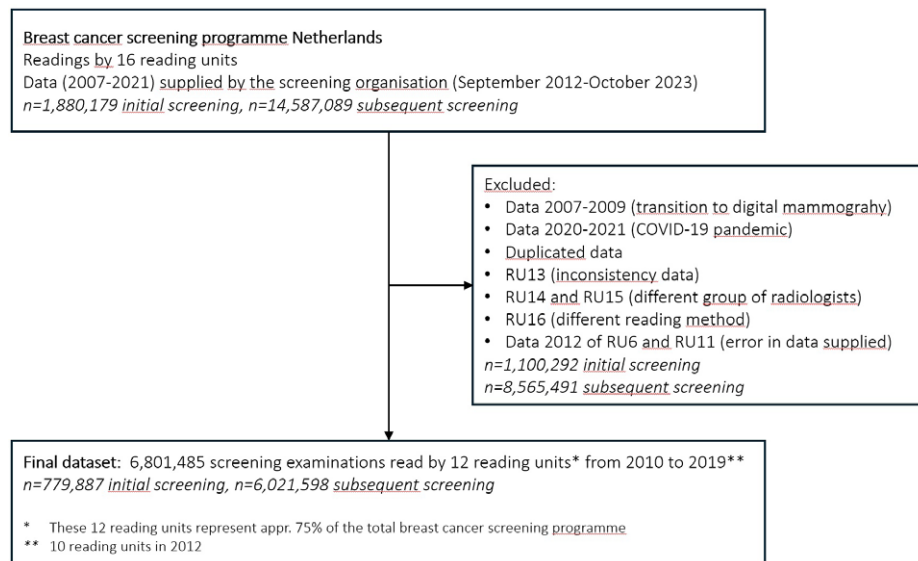 Breast cancer screening programme Netherlands
Readings by 16 reading units
Data (2007-2021) supplied by the screening organisation (September 2012-October 2023)
n=1,880,179 initial screening, n=14,587,089 subsequent screening
Excluded:
• Data 2007-2009 (transition to digital mammograhy)
• Data 2020-2021 (COVID-19 pandemic)
• Duplicated data
• RU13 (inconsistency data)
• RU14 and RU15 (different group of radiologists)
• RU16 (different reading method)
• Data 2012 of RU6 and RU11 (error in data supplied)
n=1,100,292 initial screening
n=8,565,491 subsequent screening
Final dataset: 6,801,485 screening examinations read by 12 reading units* from 2010 to 2019**
n=779,887 initial screening, n=6,021,598 subsequent screening
* These 12 reading units represent appr. 75% of the total breast cancer screening programme
** 10 reading units in 2012